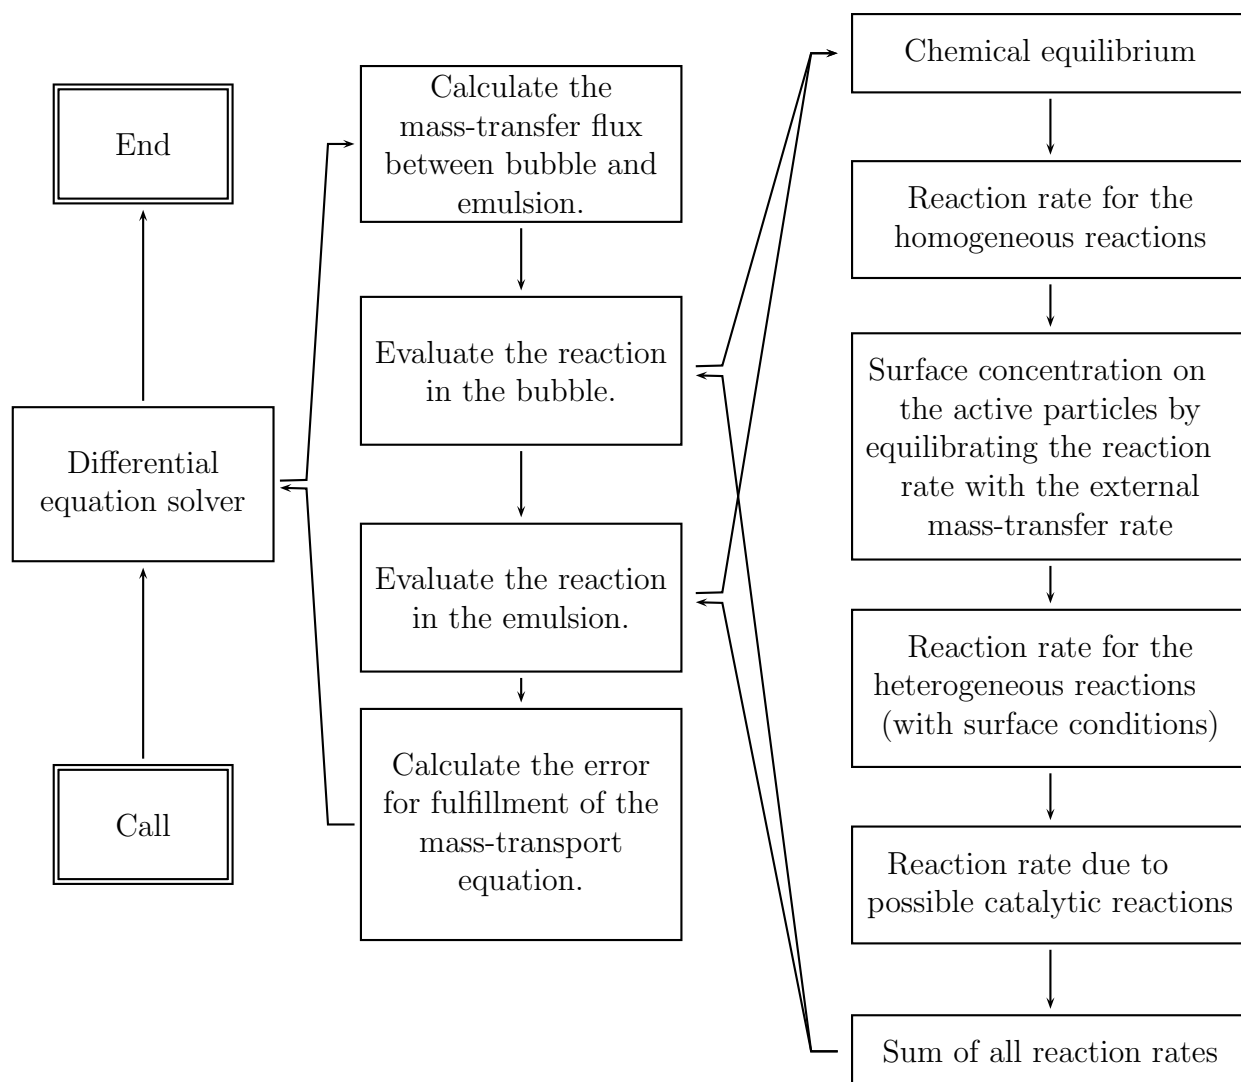 End
Differential
equation solver
Call
Calculate the
mass-transfer flux
between bubble and
emulsion.
Evaluate the reaction
in the bubble.
Evaluate the reaction
in the emulsion.
Calculate the error
for fulfillment of the
mass-transport
equation.
Chemical equilibrium
Reaction rate for the
homogeneous reactions
Surface concentration on
the active particles by
equilibrating the reaction
rate with the external
mass-transfer rate
Reaction rate for the
heterogeneous reactions
(with surface conditions)
Reaction rate due to
possible catalytic reactions
Sum of all reaction rates